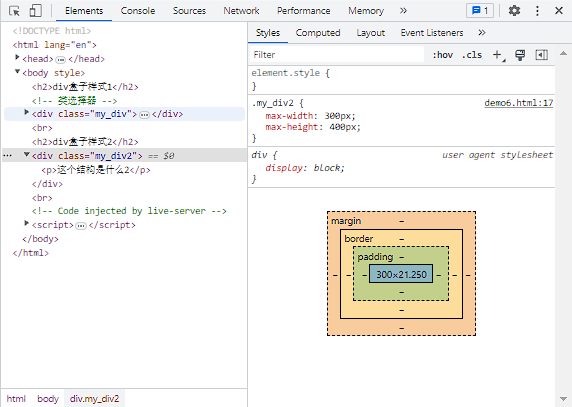 Elements Console Sources Network Performance Memory » 1
<!DOCTYPE html>
<html lang="en">
<head>…</head>
<body style>
<h2>div盒子样式1</h2>
<!-- 类选择器 -->
<div class="my_div">…</div>
<br>
<h2>div盒子样式2</h2>
<div class="my_div2"> == $0
<p>这个结构是什么2</p>
</div>
<br>
<!-- Code injected by live-server -->
<script>…</script>
</body>
</html>
html body div.my_div2
Styles Computed Layout Event Listeners »
Filter :hov .cls +
element.style {
}
.my_div2 { demo6.html:17
max-width: 300px;
max-height: 400px;
}
div { user agent stylesheet
display: block;
}
margin –
border –
padding –
– – – 300×21.250 – – –
–
–
–